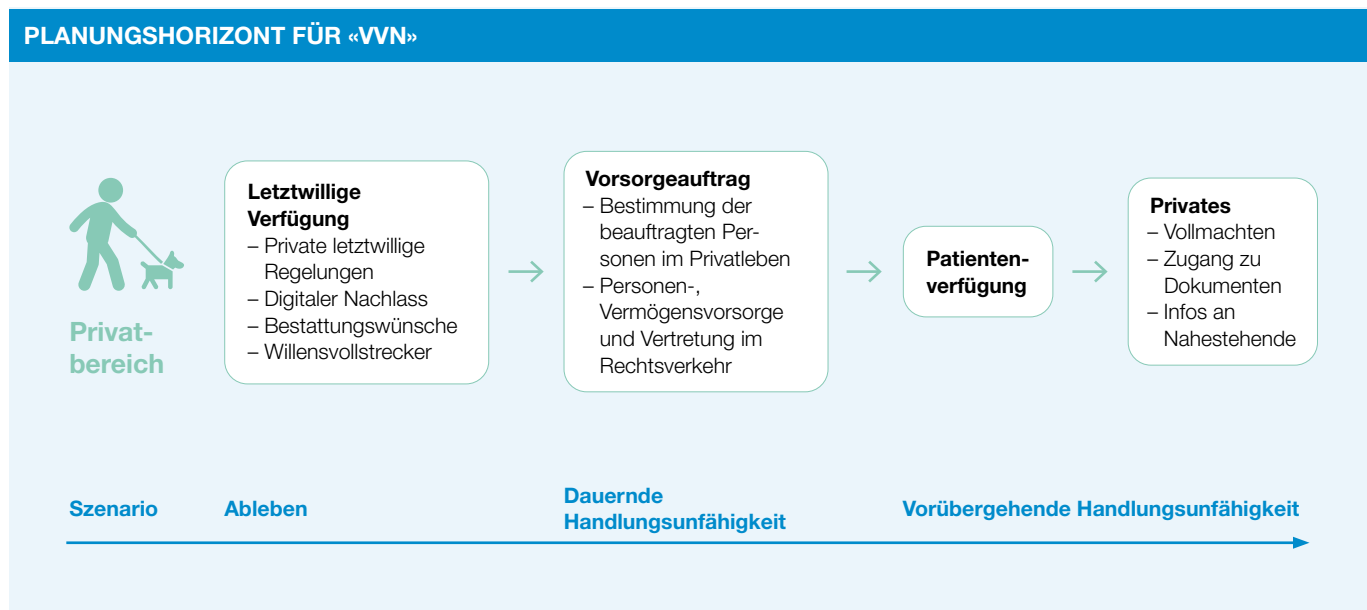 PLANUNGSHORIZONT FÜR «VVN»
Privat-
bereich
Letztwillige
Verfügung
– Private letztwillige
Regelungen
– Digitaler Nachlass
– Bestattungswünsche
– Willensvollstrecker
Vorsorgeauftrag
– Bestimmung der
beauftragten Per-
sonen im Privatleben
– Personen-,
Vermögensvorsorge
und Vertretung im
Rechtsverkehr
Patienten-
verfügung
Privates
– Vollmachten
– Zugang zu
Dokumenten
– Infos an
Nahestehende
Szenario
Ableben
Dauernde
Handlungsunfähigkeit
Vorübergehende Handlungsunfähigkeit